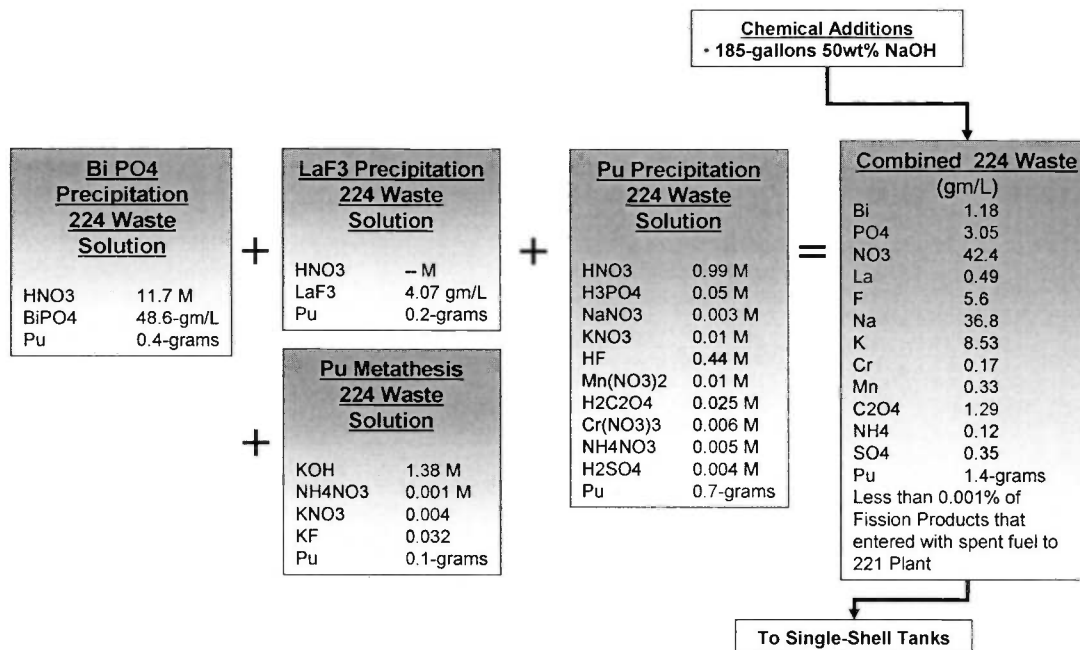 Chemical Additions
• 185-gallons 50wt% NaOH
Bi PO4
Precipitation
224 Waste
Solution
HNO3 11.7 M
BiPO4 48.6-gm/L
Pu 0.4-grams
+
LaF3 Precipitation
224 Waste
Solution
HNO3 -- M
LaF3 4.07 gm/L
Pu 0.2-grams
+
Pu Metathesis
224 Waste
Solution
KOH 1.38 M
NH4NO3 0.001 M
KNO3 0.004
KF 0.032
Pu 0.1-grams
+
Pu Precipitation
224 Waste
Solution
HNO3 0.99 M
H3PO4 0.05 M
NaNO3 0.003 M
KNO3 0.01 M
HF 0.44 M
Mn(NO3)2 0.01 M
H2C2O4 0.025 M
Cr(NO3)3 0.006 M
NH4NO3 0.005 M
H2SO4 0.004 M
Pu 0.7-grams
=
Combined 224 Waste
(gm/L)
Bi 1.18
PO4 3.05
NO3 42.4
La 0.49
F 5.6
Na 36.8
K 8.53
Cr 0.17
Mn 0.33
C2O4 1.29
NH4 0.12
SO4 0.35
Pu 1.4-grams
Less than 0.001% of
Fission Products that
entered with spent fuel to
221 Plant
To Single-Shell Tanks